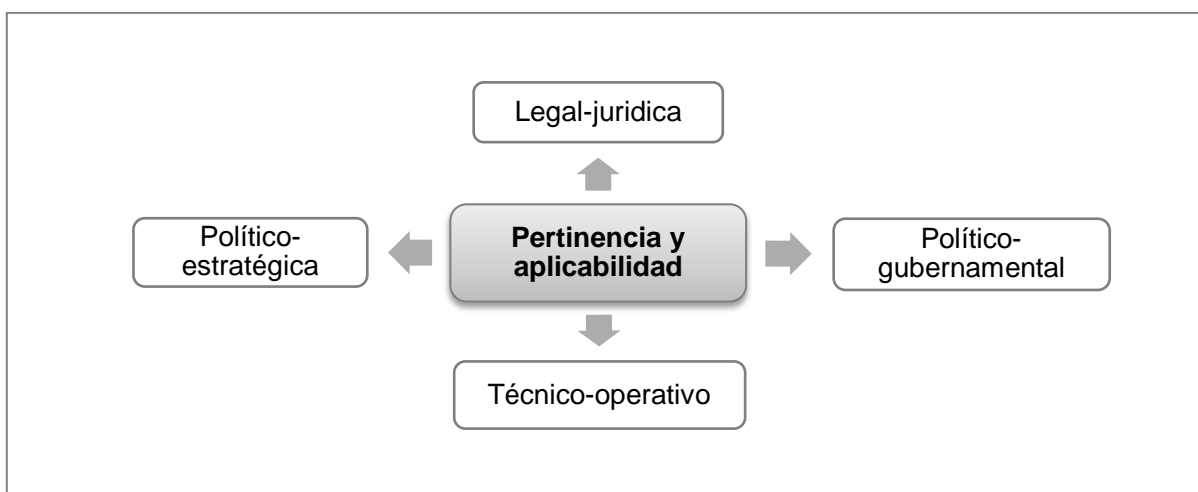 Legal-juridica
Político-
estratégica
Pertinencia y
aplicabilidad
Político-
gubernamental
Técnico-operativo